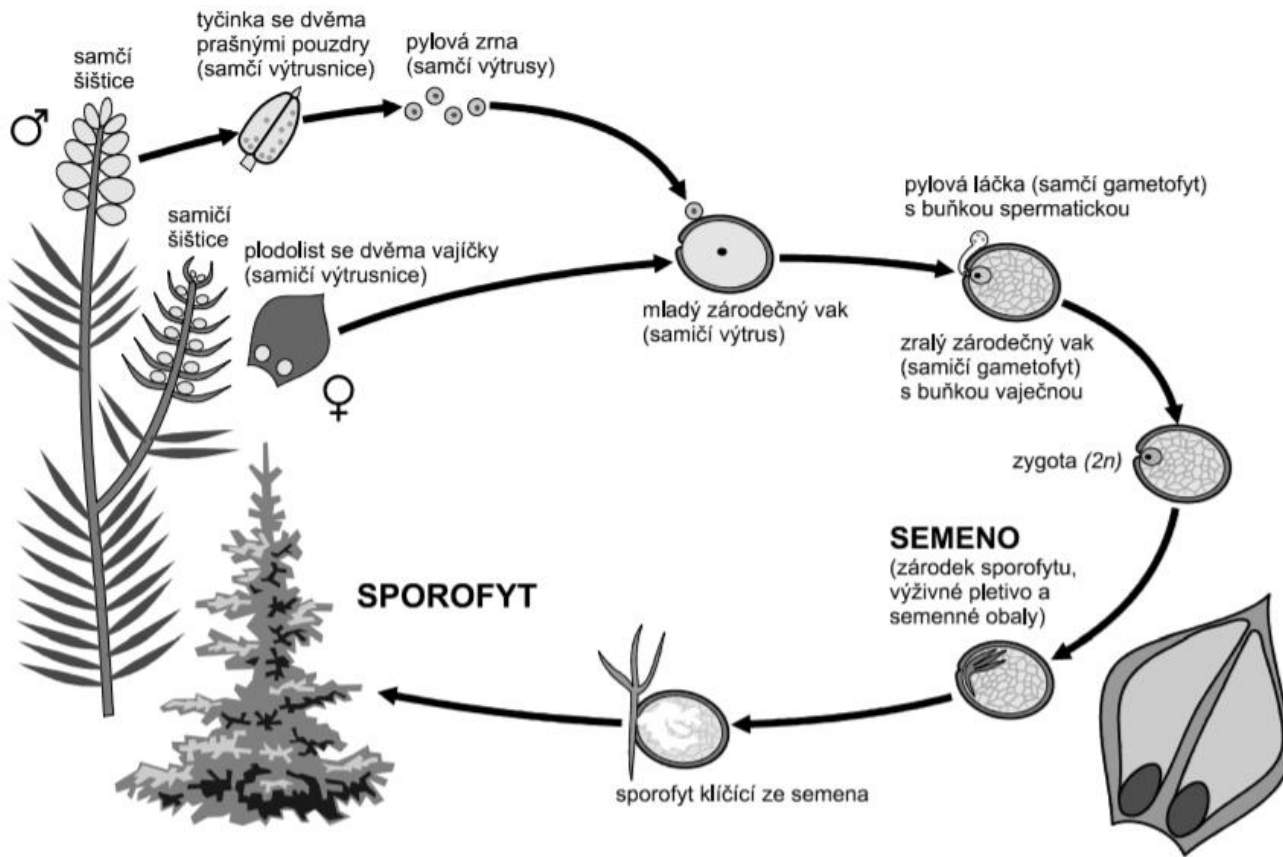 samčí
šištice
tyčinka se dvěma
prašnými pouzdry
(samčí výtrusnice)
pylová zrna
(samčí výtrusy)
samičí
šištice
plodolist se dvěma vajíčky
(samičí výtrusnice)
mladý zárodečný vak
(samičí výtrus)
pylová láčka (samčí gametofyt)
s buňkou spermatickou
zralý zárodečný vak
(samičí gametofyt)
s buňkou vaječnou
zygota (2n)
SEMENO
(zárodek sporofytu,
výživné pletivo a
semenné obaly)
SPOROFYT
sporofyt klíčící ze semena